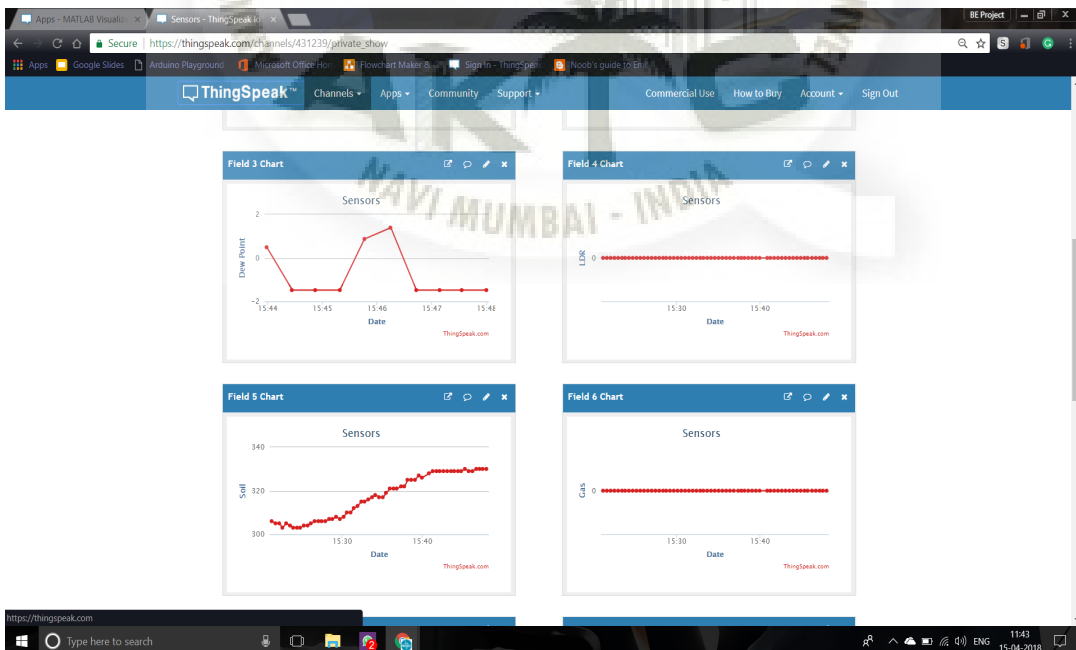 Apps - MATLAB Visualiz
Sensors - ThingSpeak Io
BE Project
Secure https://thingspeak.com/channels/431239/private_show
Apps Google Slides Arduino Playground Microsoft Office Hom Flowchart Maker & Sign In - ThingSpea Noob's guide to
ThingSpeak™ Channels Apps Community Support Commercial Use How to Buy Account Sign Out
AKTC
NAVI MUMBAI - INDIA
Field 3 Chart
Sensors
2
0
-2
Dew Point
15:44 15:45 15:46 15:47
Date
ThingSpeak.com
Field 4 Chart
Sensors
LDR
0
15:30 15:40
Date
ThingSpeak.com
Field 5 Chart
Sensors
340
320
300
Soil
15:30 15:40
Date
ThingSpeak.com
Field 6 Chart
Sensors
Gas
0
15:30 15:40
Date
ThingSpeak.com
https://thingspeak.com
Type here to search
2
ENG
11:43
15-04-2018